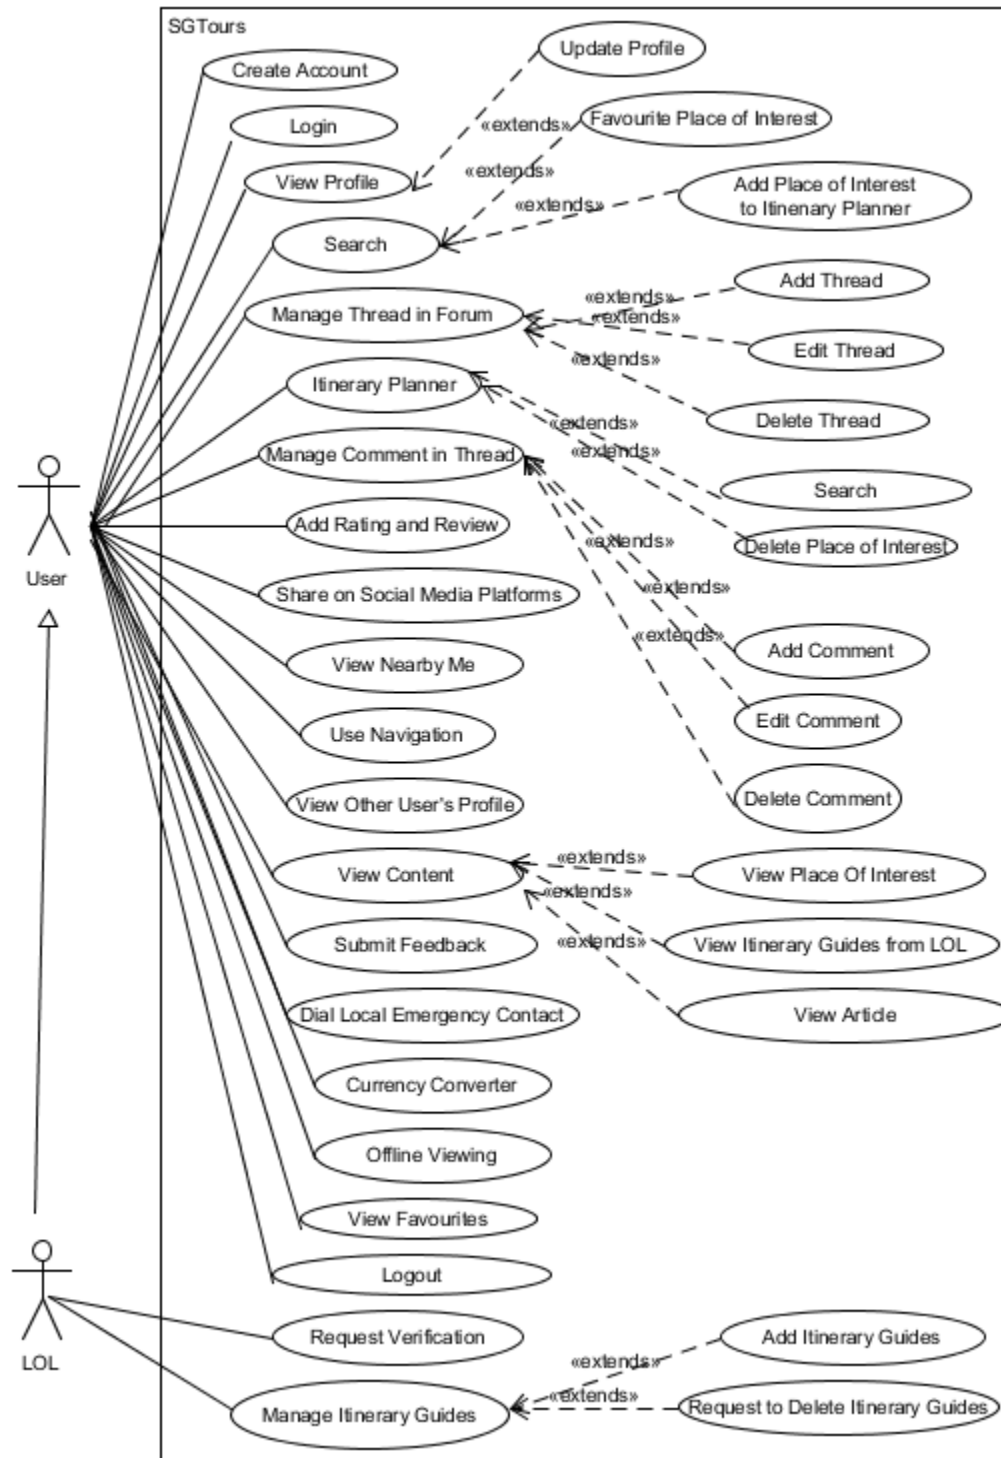 SGTours
Update Profile
Create Account
Favourite Place of Interest
«extends»
Login
«extends»
View Profile
Add Place of Interest
to Itinenary Planner
«extends»
Search
Add Thread
«extends»
Manage Thread in Forum
«extends»
Edit Thread
«extends»
Itinerary Planner
Delete Thread
«extends»
Manage Comment in Thread
«extends»
Search
Add Rating and Review
«extends»
Delete Place of Interest
User
«extends»
Share on Social Media Platforms
«extends»
Add Comment
View Nearby Me
Edit Comment
Use Navigation
Delete Comment
View Other User's Profile
«extends»
View Content
View Place Of Interest
«extends»
Submit Feedback
«extends»
View Itinerary Guides from LOL
Dial Local Emergency Contact
View Article
Currency Converter
Offline Viewing
View Favourites
Logout
Request Verification
Add Itinerary Guides
LOL
«extends»
«extends»
Manage Itinerary Guides
Request to Delete Itinerary Guides